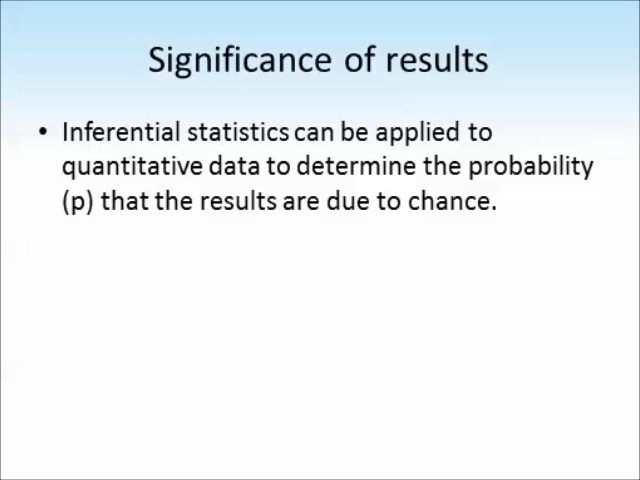 Significance of results
• Inferential statistics can be applied to
quantitative data to determine the probability
(p) that the results are due to chance.